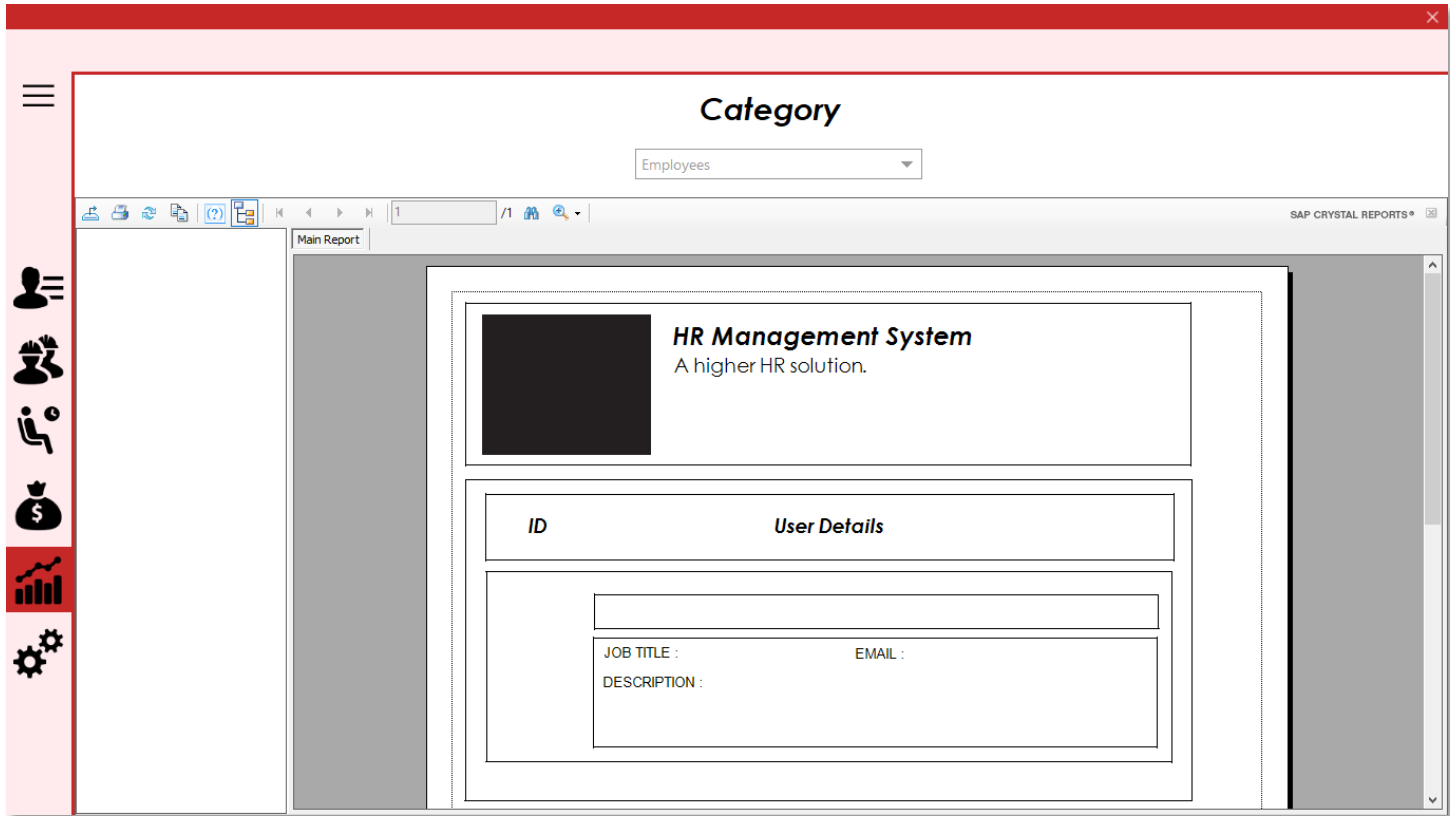 Category
Employees
(?)
1 /1
SAP CRYSTAL REPORTS®
Main Report
HR Management System
A higher HR solution.
$
ID User Details
JOB TITLE : EMAIL :
DESCRIPTION :